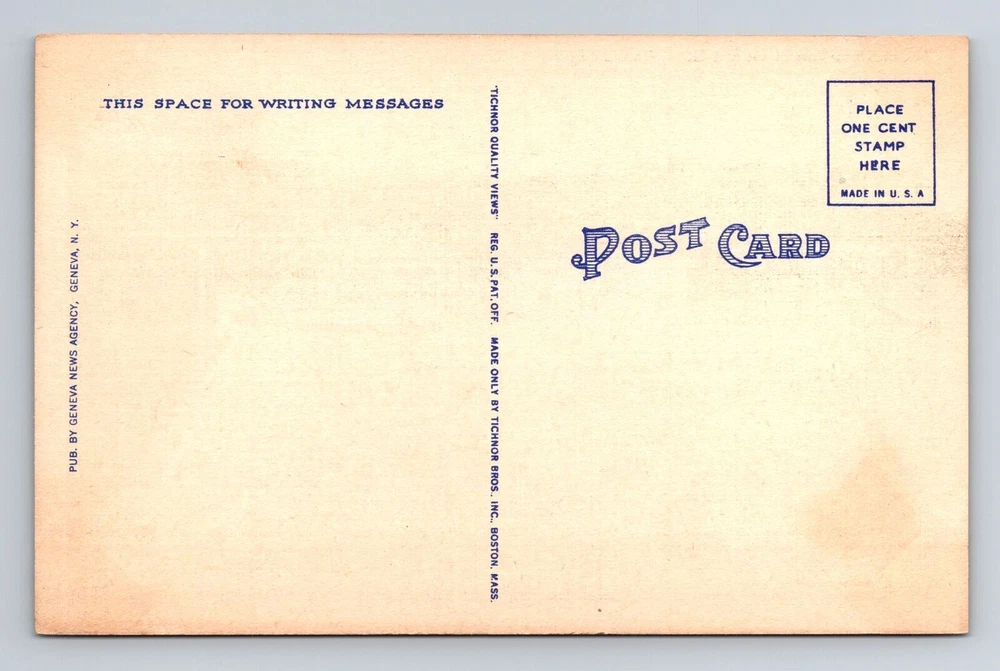 THIS SPACE FOR WRITING MESSAGES
PUB. BY GENEVA NEWS AGENCY, GENEVA, N. Y.
"TICHNOR QUALITY VIEWS" REG. U. S. PAT. OFF. MADE ONLY BY TICHNOR BROS., INC., BOSTON, MASS.
POST CARD
PLACE
ONE CENT
STAMP
HERE
MADE IN U. S. A